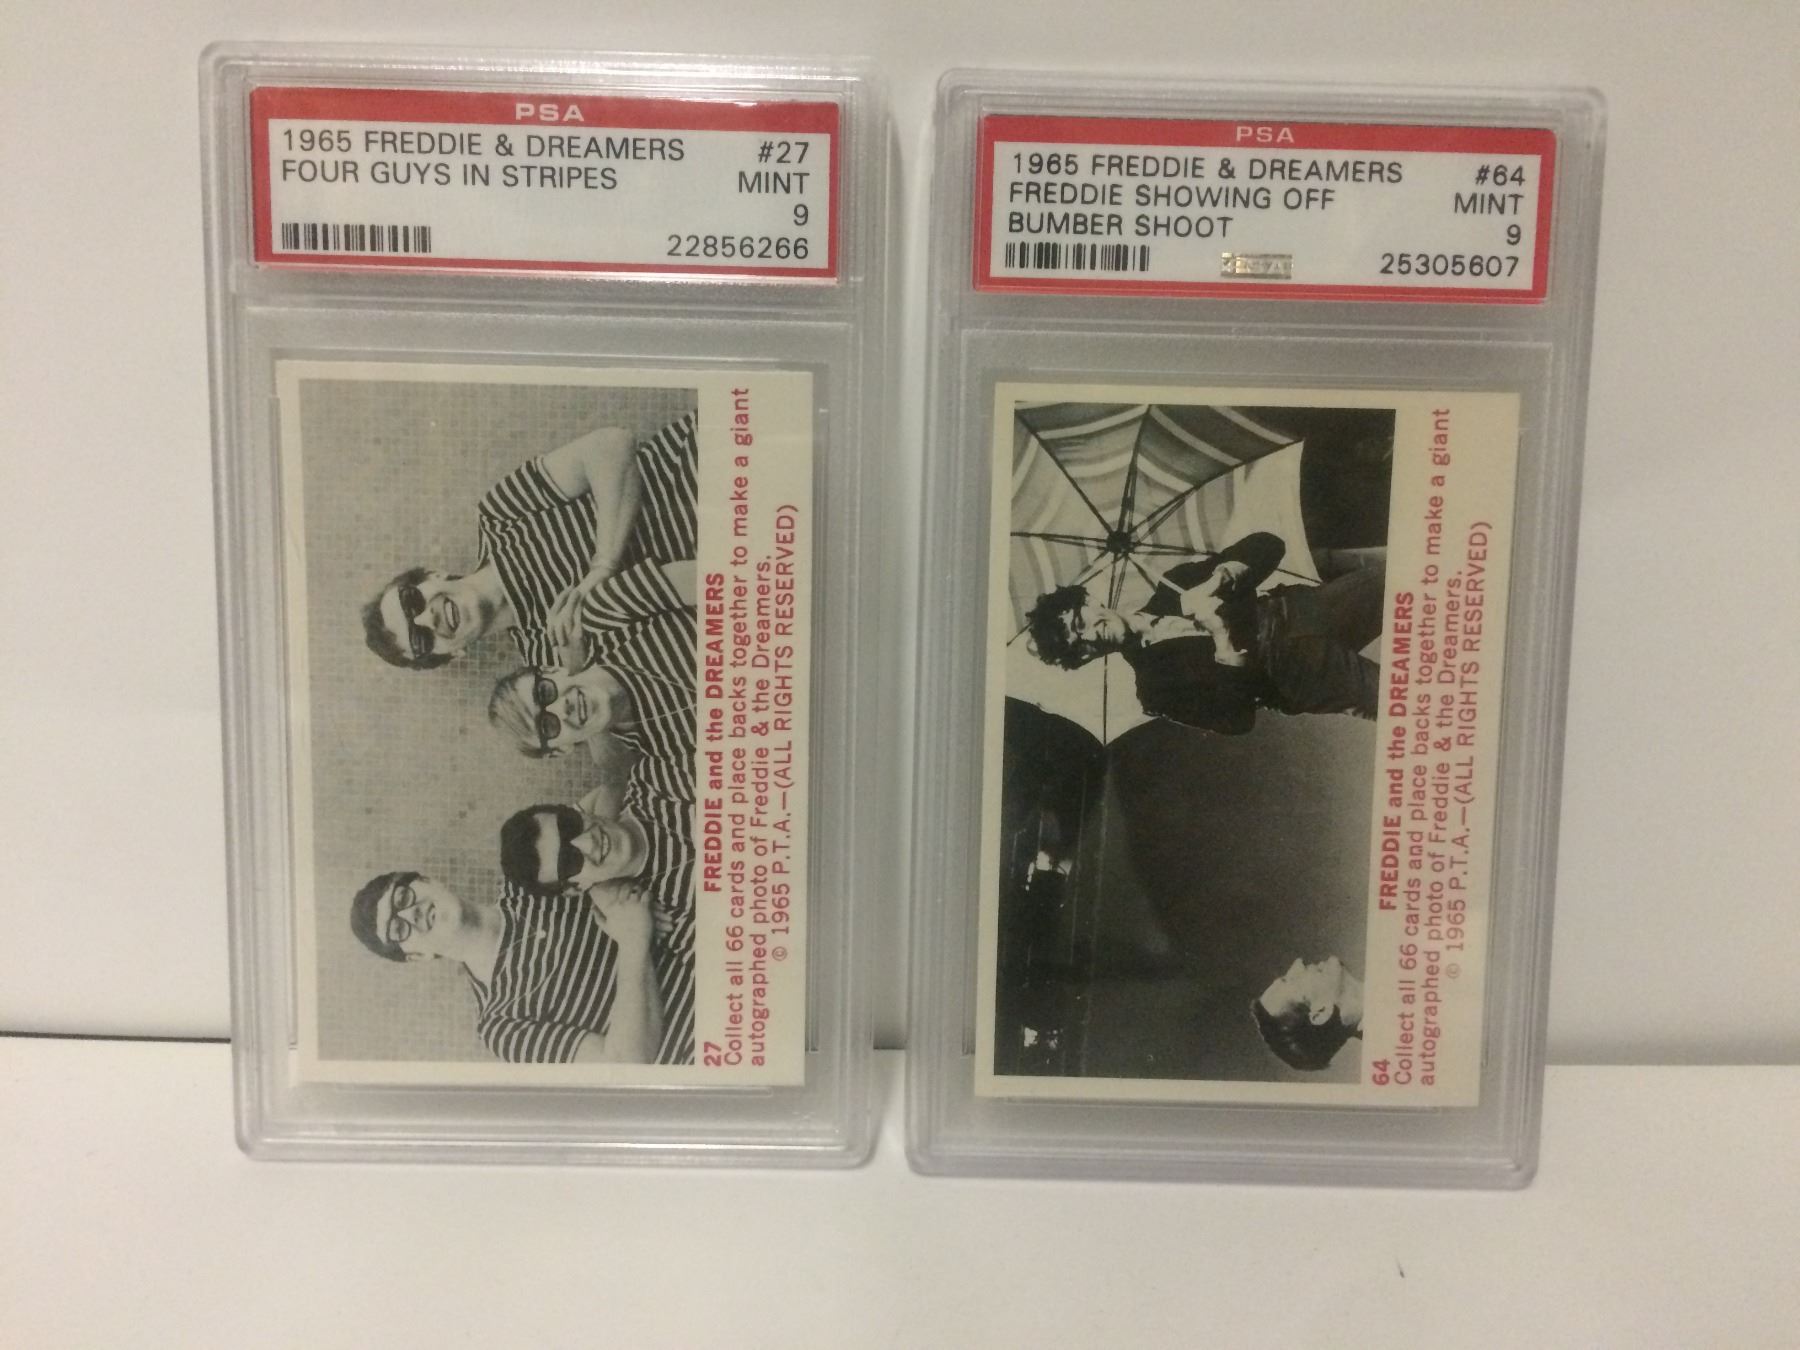 PSA
1965 FREDDIE & DREAMERS #27
FOUR GUYS IN STRIPES MINT
9
22856266
27 FREDDIE and the DREAMERS
Collect all 66 cards and place backs together to make a giant
autographed photo of Freddie & the Dreamers.
© 1965 P.T.A.—(ALL RIGHTS RESERVED)
PSA
1965 FREDDIE & DREAMERS #64
FREDDIE SHOWING OFF MINT
BUMBER SHOOT 9
25305607
64 FREDDIE and the DREAMERS
Collect all 66 cards and place backs together to make a giant
autographed photo of Freddie & the Dreamers.
© 1965 P.T.A.—(ALL RIGHTS RESERVED)